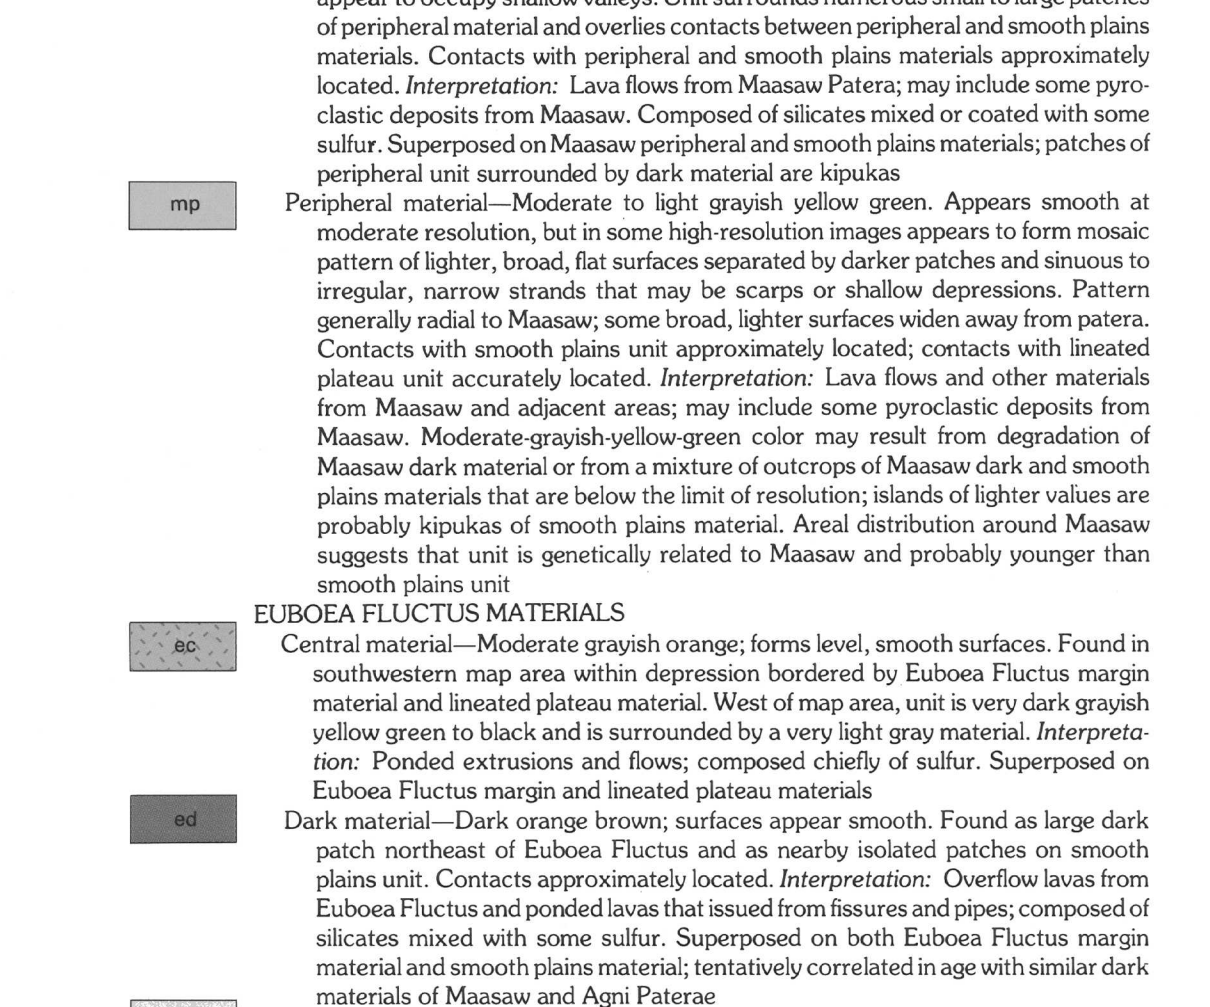 appear to occupy shallow valleys. Unit surrounds numerous small to large patches
of peripheral material and overlies contacts between peripheral and smooth plains
materials. Contacts with peripheral and smooth plains materials approximately
located. Interpretation: Lava flows from Maasaw Patera; may include some pyro-
clastic deposits from Maasaw. Composed of silicates mixed or coated with some
sulfur. Superposed on Maasaw peripheral and smooth plains materials; patches of
peripheral unit surrounded by dark material are kipukas
mp
Peripheral material—Moderate to light grayish yellow green. Appears smooth at
moderate resolution, but in some high-resolution images appears to form mosaic
pattern of lighter, broad, flat surfaces separated by darker patches and sinuous to
irregular, narrow strands that may be scarps or shallow depressions. Pattern
generally radial to Maasaw; some broad, lighter surfaces widen away from patera.
Contacts with smooth plains unit approximately located; contacts with lineated
plateau unit accurately located. Interpretation: Lava flows and other materials
from Maasaw and adjacent areas; may include some pyroclastic deposits from
Maasaw. Moderate-grayish-yellow-green color may result from degradation of
Maasaw dark material or from a mixture of outcrops of Maasaw dark and smooth
plains materials that are below the limit of resolution; islands of lighter values are
probably kipukas of smooth plains material. Areal distribution around Maasaw
suggests that unit is genetically related to Maasaw and probably younger than
smooth plains unit
EUBOEA FLUCTUS MATERIALS
ec
Central material—Moderate grayish orange; forms level, smooth surfaces. Found in
southwestern map area within depression bordered by Euboea Fluctus margin
material and lineated plateau material. West of map area, unit is very dark grayish
yellow green to black and is surrounded by a very light gray material. Interpreta-
tion: Ponded extrusions and flows; composed chiefly of sulfur. Superposed on
Euboea Fluctus margin and lineated plateau materials
ed
Dark material—Dark orange brown; surfaces appear smooth. Found as large dark
patch northeast of Euboea Fluctus and as nearby isolated patches on smooth
plains unit. Contacts approximately located. Interpretation: Overflow lavas from
Euboea Fluctus and ponded lavas that issued from fissures and pipes; composed of
silicates mixed with some sulfur. Superposed on both Euboea Fluctus margin
material and smooth plains material; tentatively correlated in age with similar dark
materials of Maasaw and Agni Paterae